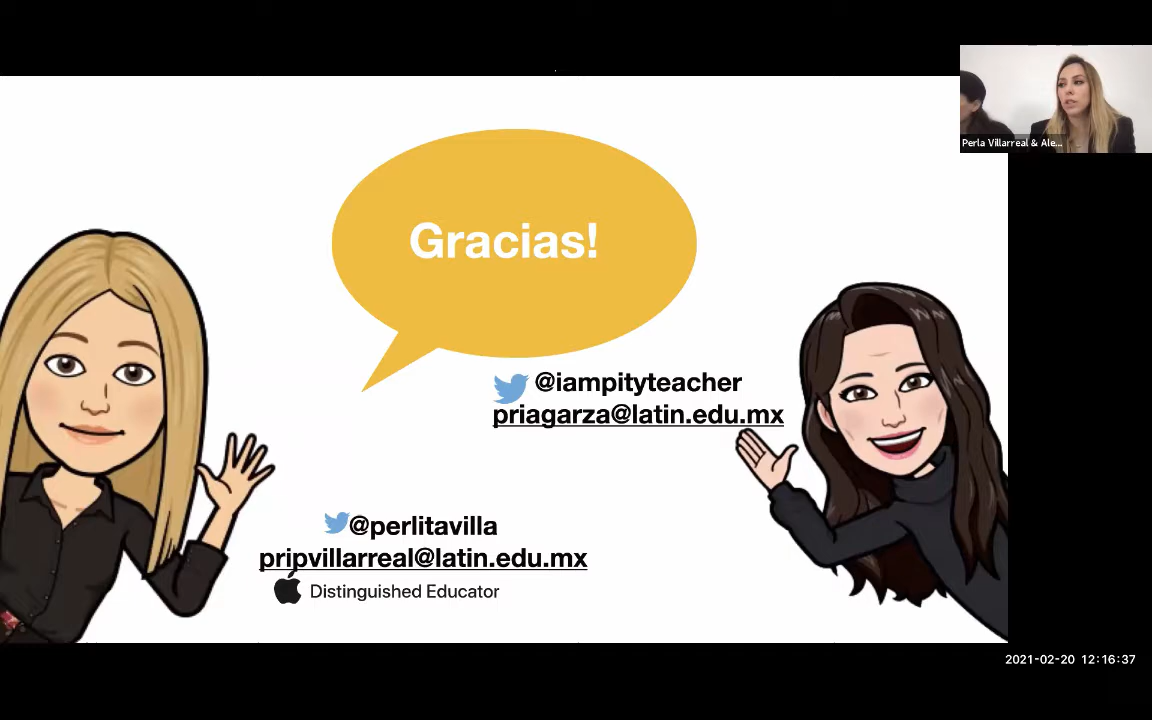 Perla Villarreal & Ale...
Gracias!
@iampityteacher
priagarza@latin.edu.mx
@perlitavilla
pripvillarreal@latin.edu.mx
Distinguished Educator
2021-02-20 12:16:37